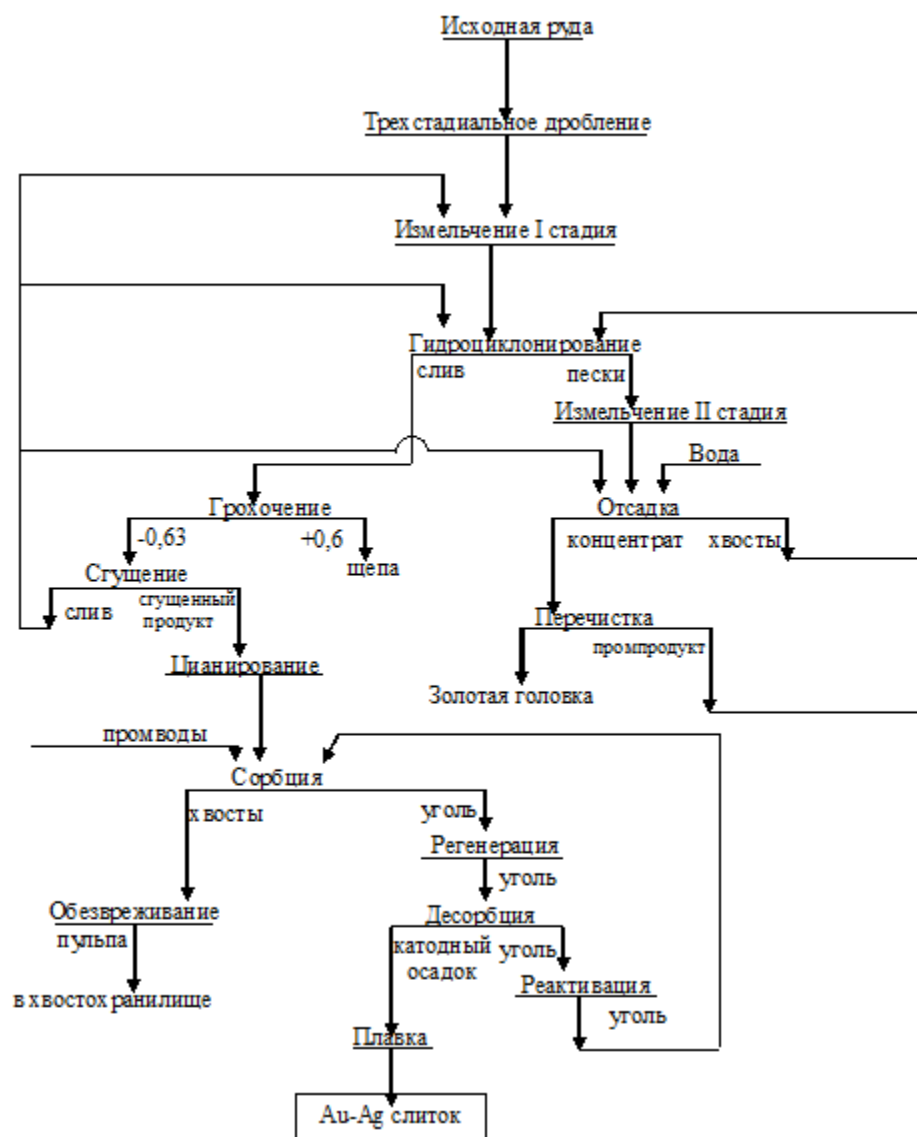 Исходная руда
Трехстадиальное дробление
Измельчение I стадия
Гидроциклонирование
слив
пески
Измельчение II стадия
Вода
Грохочение
Отсадка
-0,63
+0,6
концентрат
хвосты
щепа
Сгущение
слив
сгущенный
продукт
Перечистка
промпродукт
Цианирование
Золотая головка
промводы
Сорбция
хвосты
уголь
Регенерация
уголь
Обезвреживание
Десорбция
пульпа
катодный
осадок
уголь
в хвостохранилище
Реактивация
уголь
Плавка
Au-Ag слиток